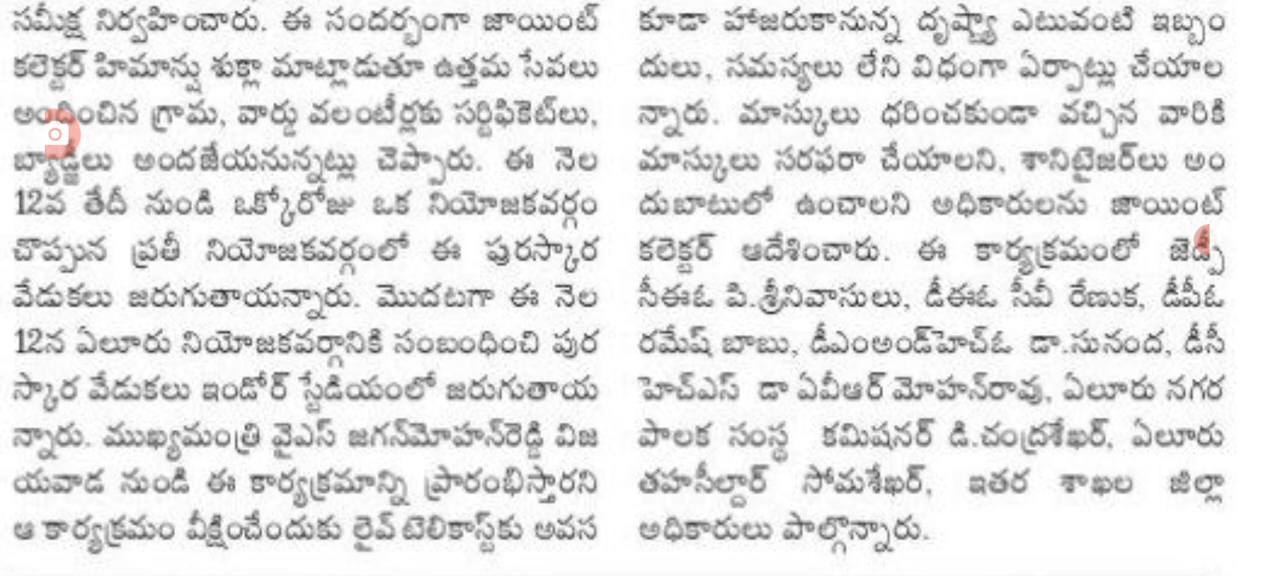 సమీక్ష నిర్వహించారు. ఈ సందర్భంగా జాయింట్
కలెక్టర్ హిమాన్షు శుక్లా మాట్లాడుతూ ఉత్తమ సేవలు
అందించిన గ్రామ, వార్డు వలంటీర్లకు సర్టిఫికెట్‌లు,
బ్యాడ్జీలు అందజేయనున్నట్లు చెప్పారు. ఈ నెల
12వ తేదీ నుండి ఒక్కోరోజు ఒక నియోజకవర్గం
చొప్పున ప్రతీ నియోజకవర్గంలో ఈ పురస్కార
వేడుకలు జరుగుతాయన్నారు. మొదటగా ఈ నెల
12న ఏలూరు నియోజకవర్గానికి సంబంధించి పుర
స్కార వేడుకలు ఇండోర్ స్టేడియంలో జరుగుతాయ
న్నారు. ముఖ్యమంత్రి వైఎస్ జగన్‌మోహన్‌రెడ్డి విజ
యవాడ నుండి ఈ కార్యక్రమాన్ని ప్రారంభిస్తారని
ఆ కార్యక్రమం వీక్షించేందుకు లైవ్ టెలికాస్ట్‌కు అవస
కూడా హాజరుకానున్న దృష్ట్యా ఎటువంటి ఇబ్బం
దులు, సమస్యలు లేని విధంగా ఏర్పాట్లు చేయాల
న్నారు. మాస్కులు ధరించకుండా వచ్చిన వారికి
మాస్కులు సరఫరా చేయాలని, శానిటైజర్‌లు అం
దుబాటులో ఉంచాలని అధికారులను జాయింట్
కలెక్టర్ ఆదేశించారు. ఈ కార్యక్రమంలో జెడ్పీ
సీఈఓ పి.శ్రీనివాసులు, డీఈఓ సీవీ రేణుక, డీపీఓ
రమేష్ బాబు, డీఎంఅండ్‌హెచ్ఓ డా.సునంద, డీసీ
హెచ్ఎస్ డా ఏవీఆర్ మోహన్‌రావు, ఏలూరు నగర
పాలక సంస్థ కమిషనర్ డి.చంద్రశేఖర్, ఏలూరు
తహసీల్దార్ సోమశేఖర్, ఇతర శాఖల జిల్లా
అధికారులు పాల్గొన్నారు.